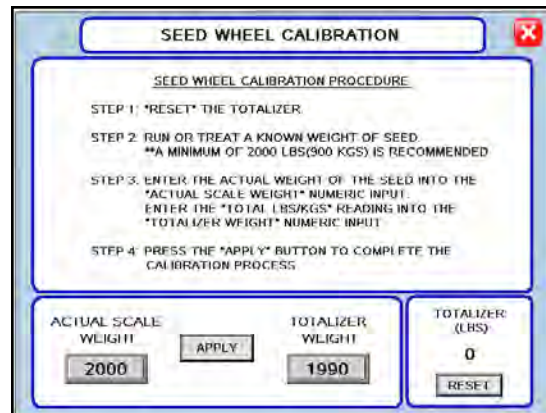 SEED WHEEL CALIBRATION
SEED WHEEL CALIBRATION PROCEDURE
STEP 1: "RESET" THE TOTALIZER
STEP 2: RUN OR TREAT A KNOWN WEIGHT OF SEED
**A MINIMUM OF 2000 LBS(900 KGS) IS RECOMMENDED
STEP 3: ENTER THE ACTUAL WEIGHT OF THE SEED INTO THE
"ACTUAL SCALE WEIGHT" NUMERIC INPUT.
ENTER THE "TOTAL LBS/KGS" READING INTO THE
"TOTALIZER WEIGHT" NUMERIC INPUT
STEP 4: PRESS THE "APPLY" BUTTON TO COMPLETE THE
CALIBRATION PROCESS
ACTUAL SCALE
WEIGHT
2000
APPLY
TOTALIZER
WEIGHT
1990
TOTALIZER
(LBS)
0
RESET